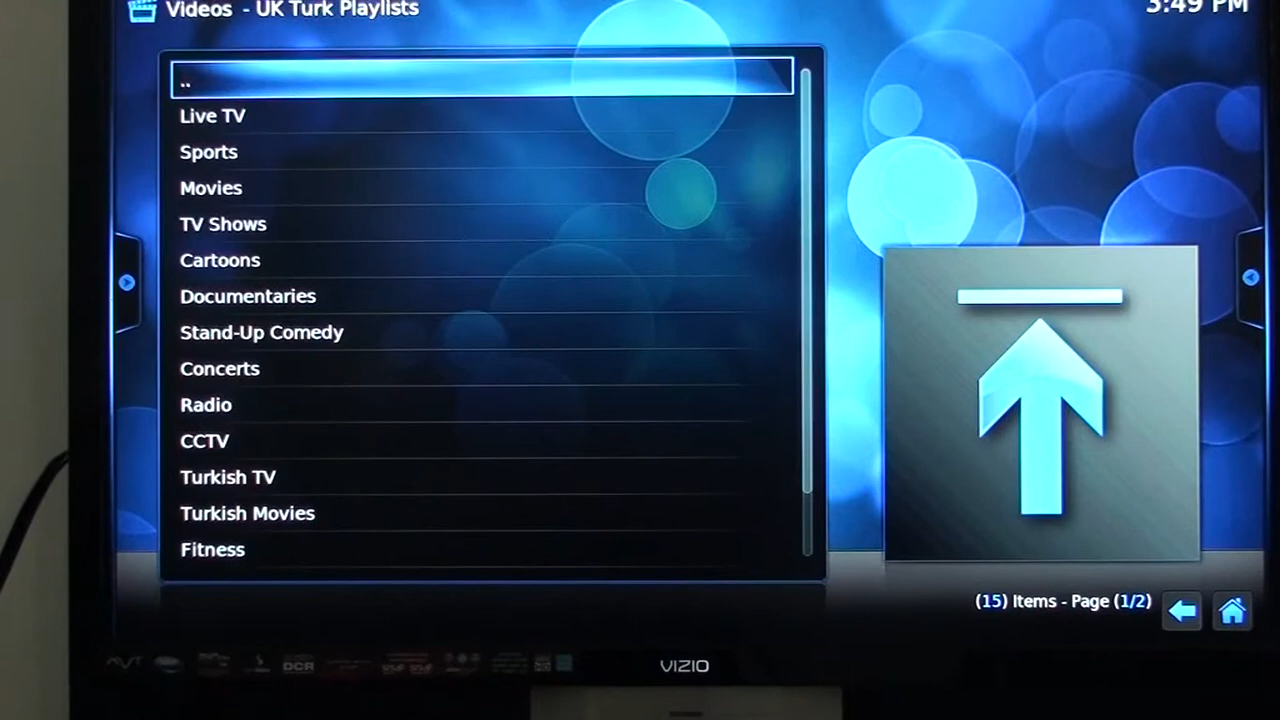 Videos - UK Turk Playlists
3:49 PM
..
Live TV
Sports
Movies
TV Shows
Cartoons
Documentaries
Stand-Up Comedy
Concerts
Radio
CCTV
Turkish TV
Turkish Movies
Fitness
(15) Items - Page (1/2)
DCR
VIZIO